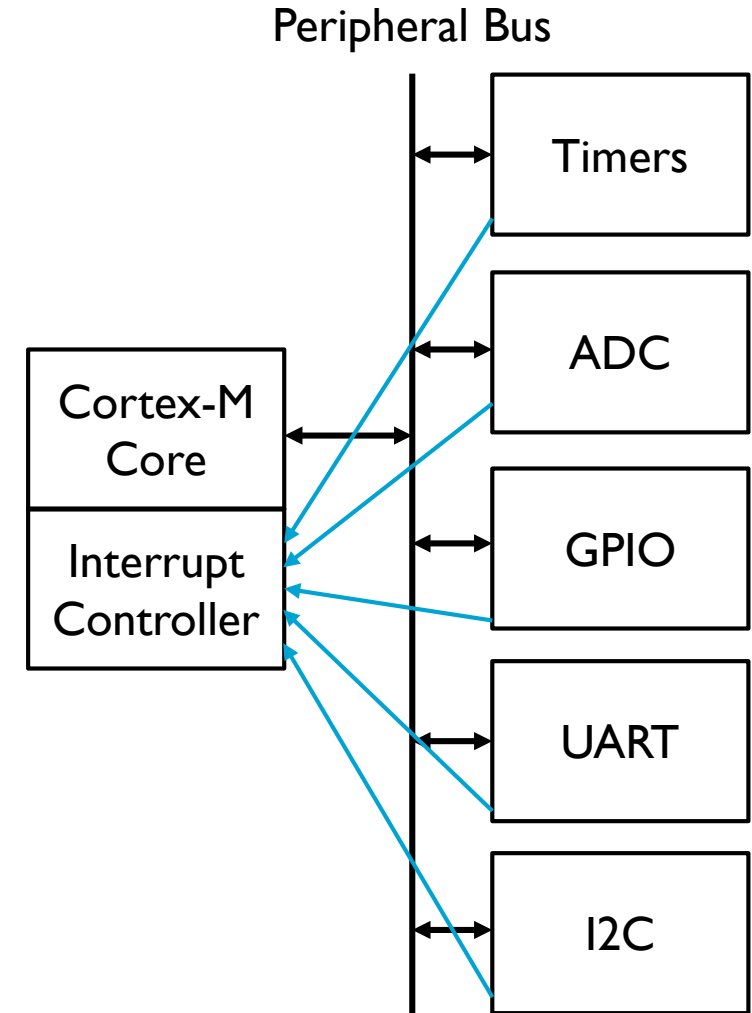 Peripheral Bus
Timers
ADC
Cortex-M
Core
Interrupt
Controller
GPIO
UART
I2C